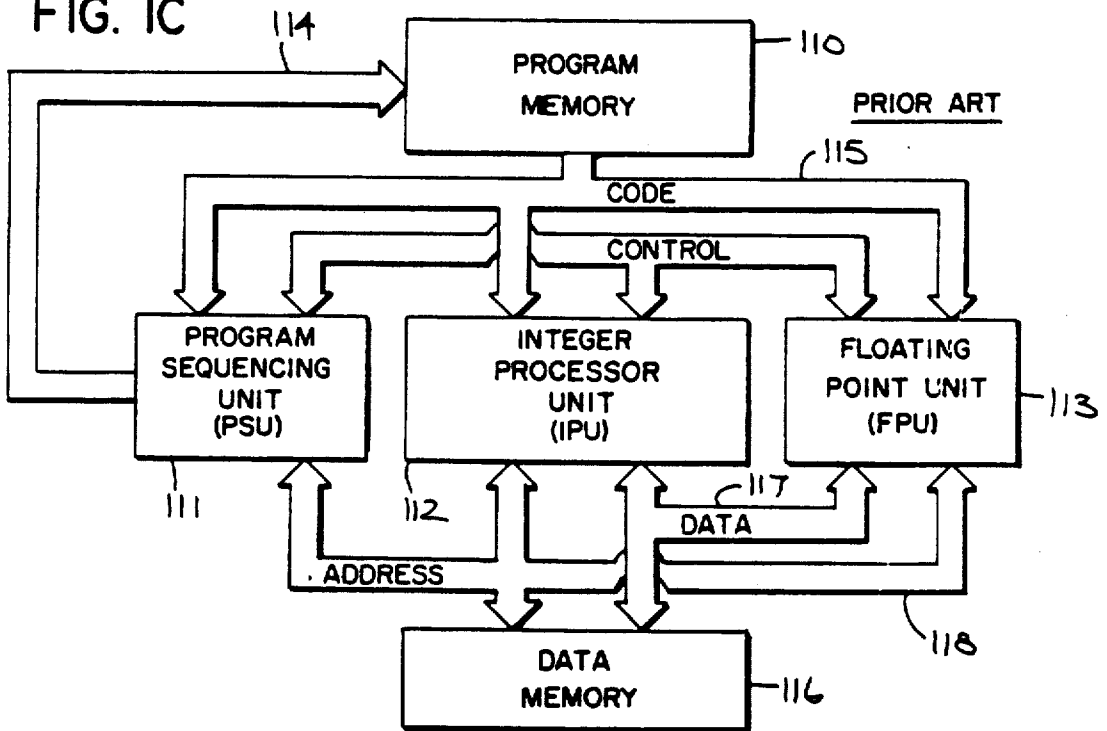 FIG. 1C
114
PROGRAM
MEMORY
110
PRIOR ART
115
CODE
CONTROL
PROGRAM
SEQUENCING
UNIT
(PSU)
INTEGER
PROCESSOR
UNIT
(IPU)
FLOATING
POINT UNIT
(FPU)
113
111
112
117
DATA
ADDRESS
118
DATA
MEMORY
116